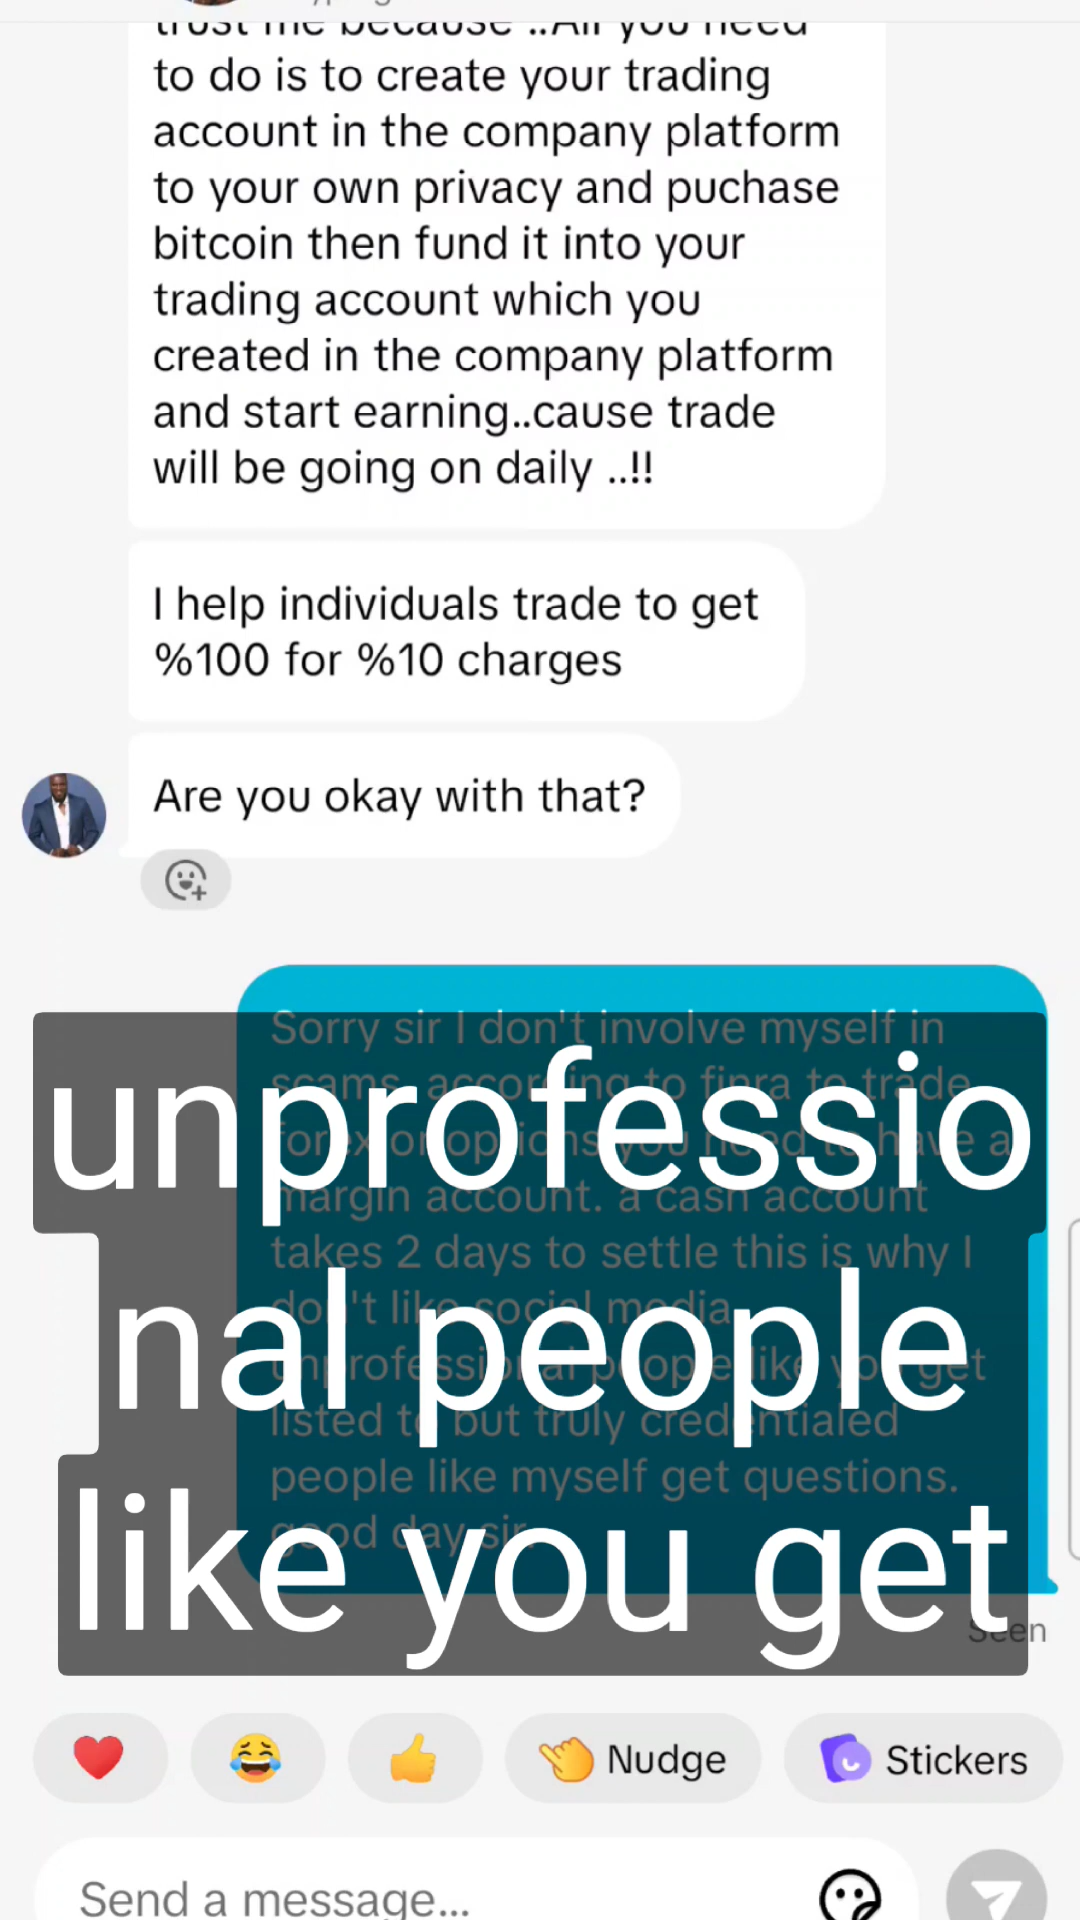 trust me because ..All you need
to do is to create your trading
account in the company platform
to your own privacy and puchase
bitcoin then fund it into your
trading account which you
created in the company platform
and start earning..cause trade
will be going on daily ..!!
I help individuals trade to get
%100 for %10 charges
Are you okay with that?
Sorry sir I don't involve myself in
scams, according to finra to trade
forex or options you need to have a
margin account. a cash account
takes 2 days to settle this is why I
don't like social media
unprofessional people like you get
listed to but truly credentialed
people like myself get questions.
good day sir
unprofessio
nal people
like you get
Seen
Nudge
Stickers
Send a message...